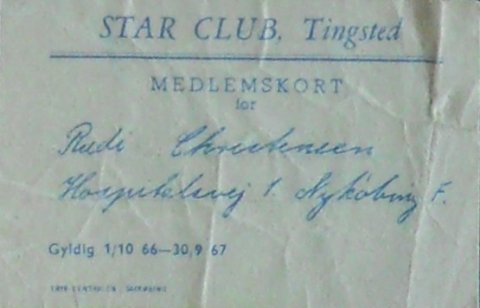 STAR CLUB, Tingsted
MEDLEMSKORT
for
Rudi Christensen
Hospitalsvej 1. Nykøbing F.
Gyldig 1/10 66—30,9 67